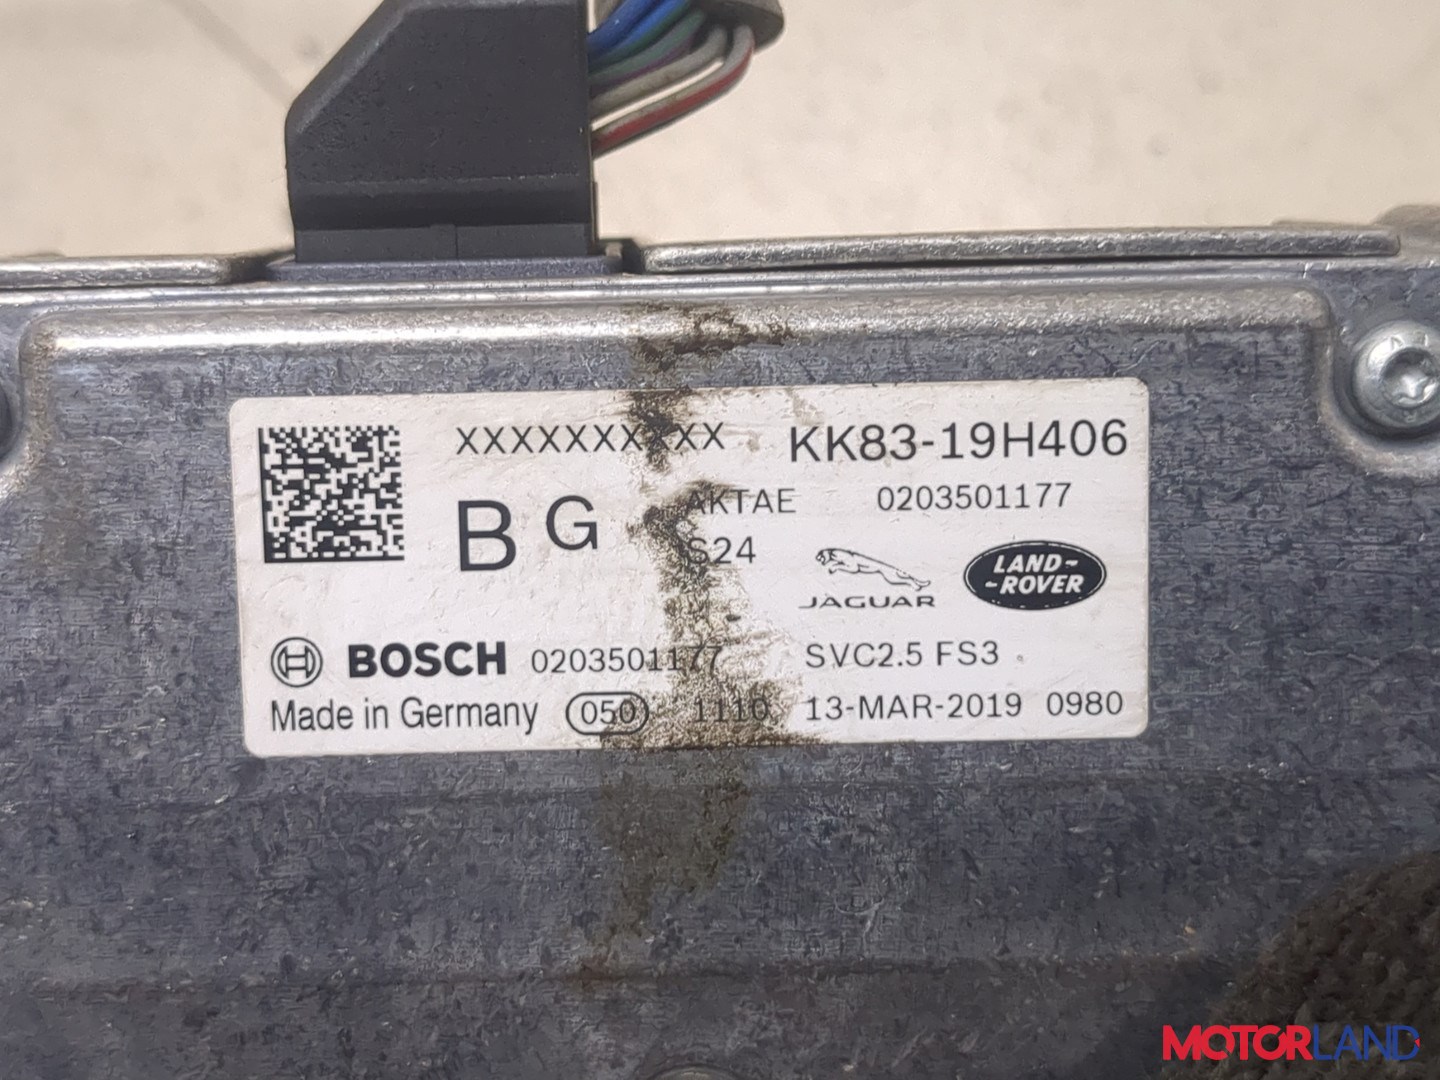 XXXXXXXXXXX KK83-19H406
B G AKTAE 0203501177
S24
JAGUAR
LAND-
-ROVER
BOSCH 0203501177 SVC2.5 FS3
Made in Germany 050 1110 13-MAR-2019 0980
MOTORLAND